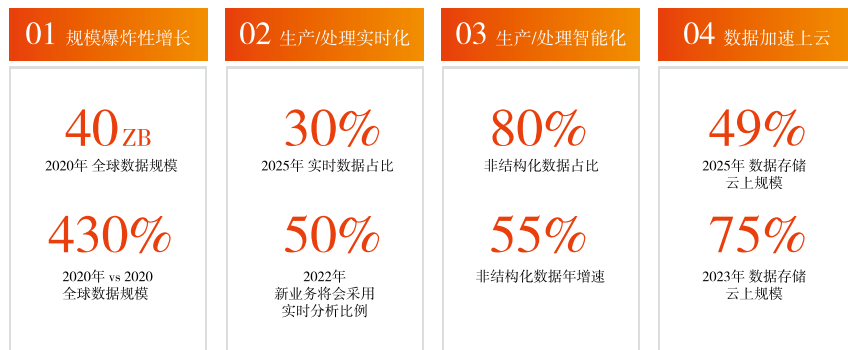 01 规模爆炸性增长
40 ZB
2020年 全球数据规模
430%
2020年 vs 2020
全球数据规模
02 生产/处理实时化
30%
2025年 实时数据占比
50%
2022年
新业务将会采用
实时分析比例
03 生产/处理智能化
80%
非结构化数据占比
55%
非结构化数据年增速
04 数据加速上云
49%
2025年 数据存储
云上规模
75%
2023年 数据存储
云上规模